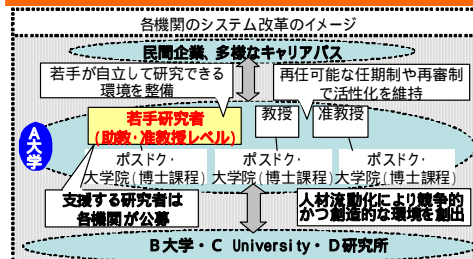 各機関のシステム改革のイメージ
民間企業、多様なキャリアパス
若手が自立して研究できる
環境を整備
再任可能な任期制や再審制
で活性化を維持
若手研究者
(助教・准教授レベル)
教授
准教授
A大学
ポスドク・
大学院(博士課程)
ポスドク・
大学院(博士課程)
ポスドク・
大学院(博士課程)
支援する研究者は
各機関が公募
人材流動化により競争的
かつ創造的な環境を創出
B大学・C University・D研究所